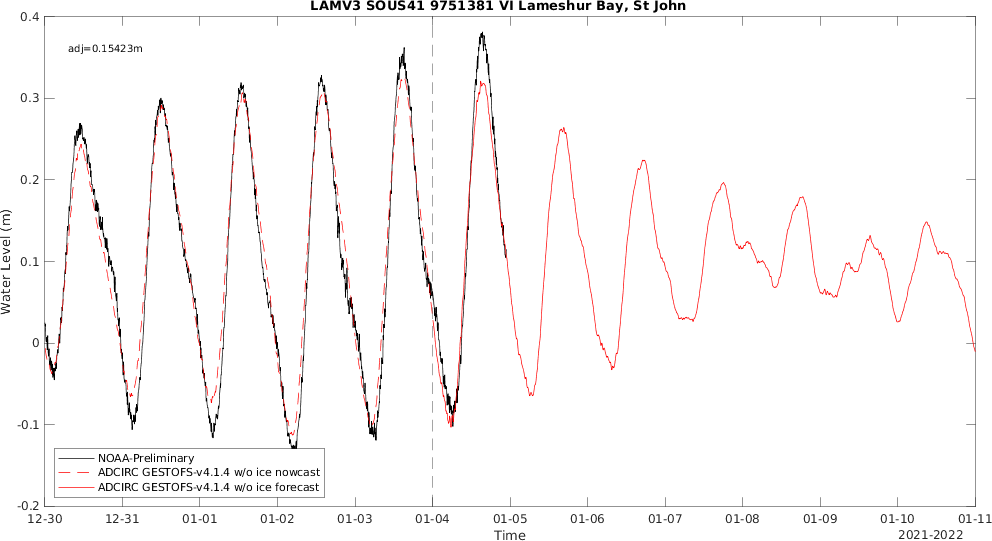 LAMV3 SOUS41 9751381 VI Lameshur Bay, St John
0.4
adj=0.15423m
0.3
0.2
0.1
0
-0.1
-0.2
Water Level (m)
NOAA-Preliminary
ADCIRC GESTOFS-v4.1.4 w/o ice nowcast
ADCIRC GESTOFS-v4.1.4 w/o ice forecast
12-30 12-31 01-01 01-02 01-03 01-04 01-05 01-06 01-07 01-08 01-09 01-10 01-11
Time
2021-2022